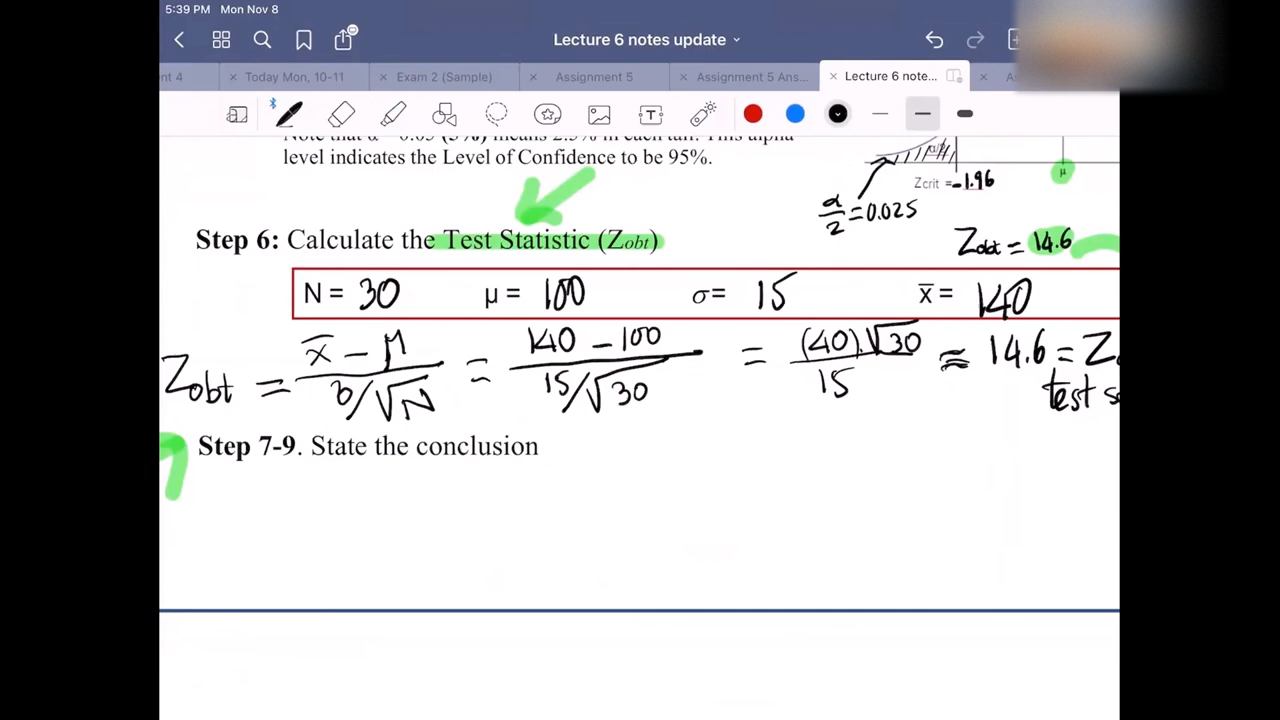 5:39 PM Mon Nov 8
Lecture 6 notes update
nt 4
Today Mon, 10-11
Exam 2 (Sample)
Assignment 5
Assignment 5 Ans...
Lecture 6 note...
level indicates the Level of Confidence to be 95%.
Zcrit = -1.96
μ
α/2 = 0.025
Step 6: Calculate the Test Statistic (Zobt)
Zobt = 14.6
N = 30 μ = 100 σ = 15 x̄ = 140
Zobt = x̄ - μ / σ/√N = 140 - 100 / 15/√30 = (40).√30 / 15 ≈ 14.6 = Z
test s
Step 7-9. State the conclusion